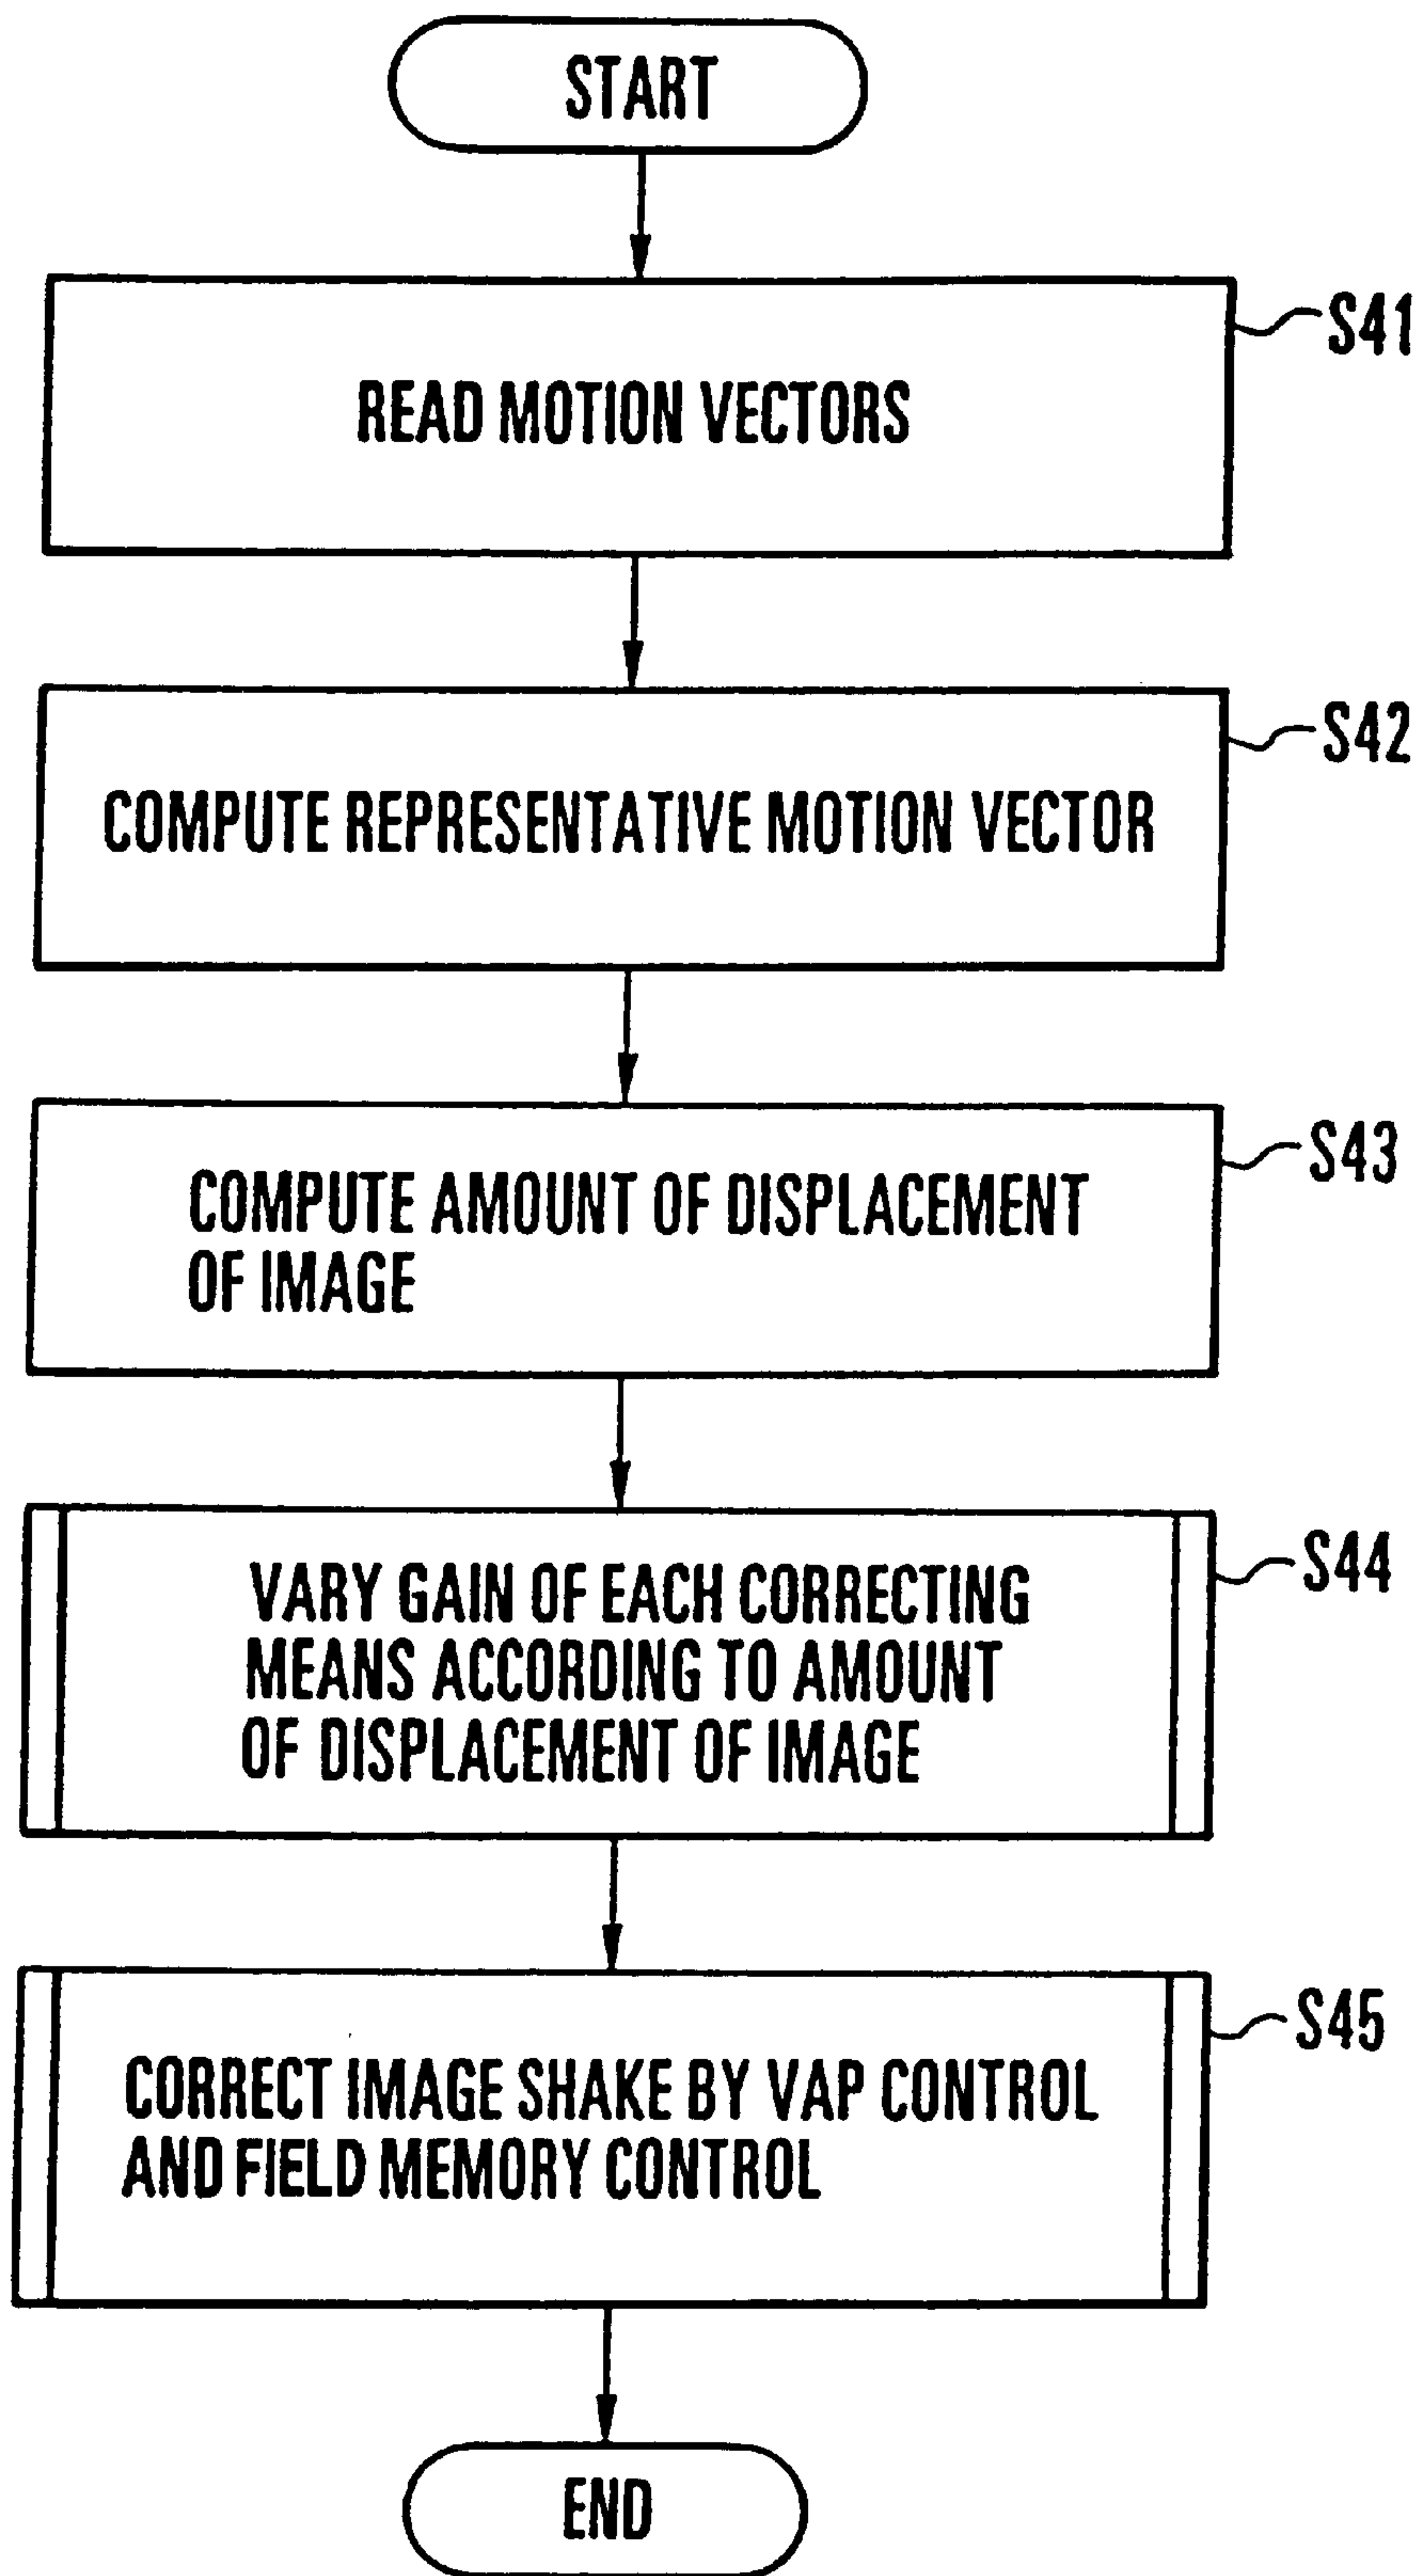 START
S41
READ MOTION VECTORS
S42
COMPUTE REPRESENTATIVE MOTION VECTOR
S43
COMPUTE AMOUNT OF DISPLACEMENT
OF IMAGE
S44
VARY GAIN OF EACH CORRECTING
MEANS ACCORDING TO AMOUNT
OF DISPLACEMENT OF IMAGE
S45
CORRECT IMAGE SHAKE BY VAP CONTROL
AND FIELD MEMORY CONTROL
END